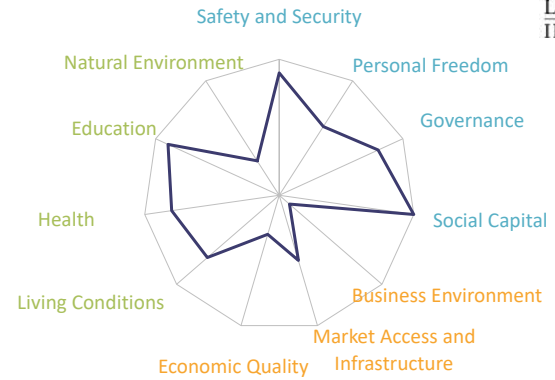 Safety and Security
Natural Environment
Personal Freedom
Education
Governance
Health
Social Capital
Living Conditions
Business Environment
Market Access and
Infrastructure
Economic Quality